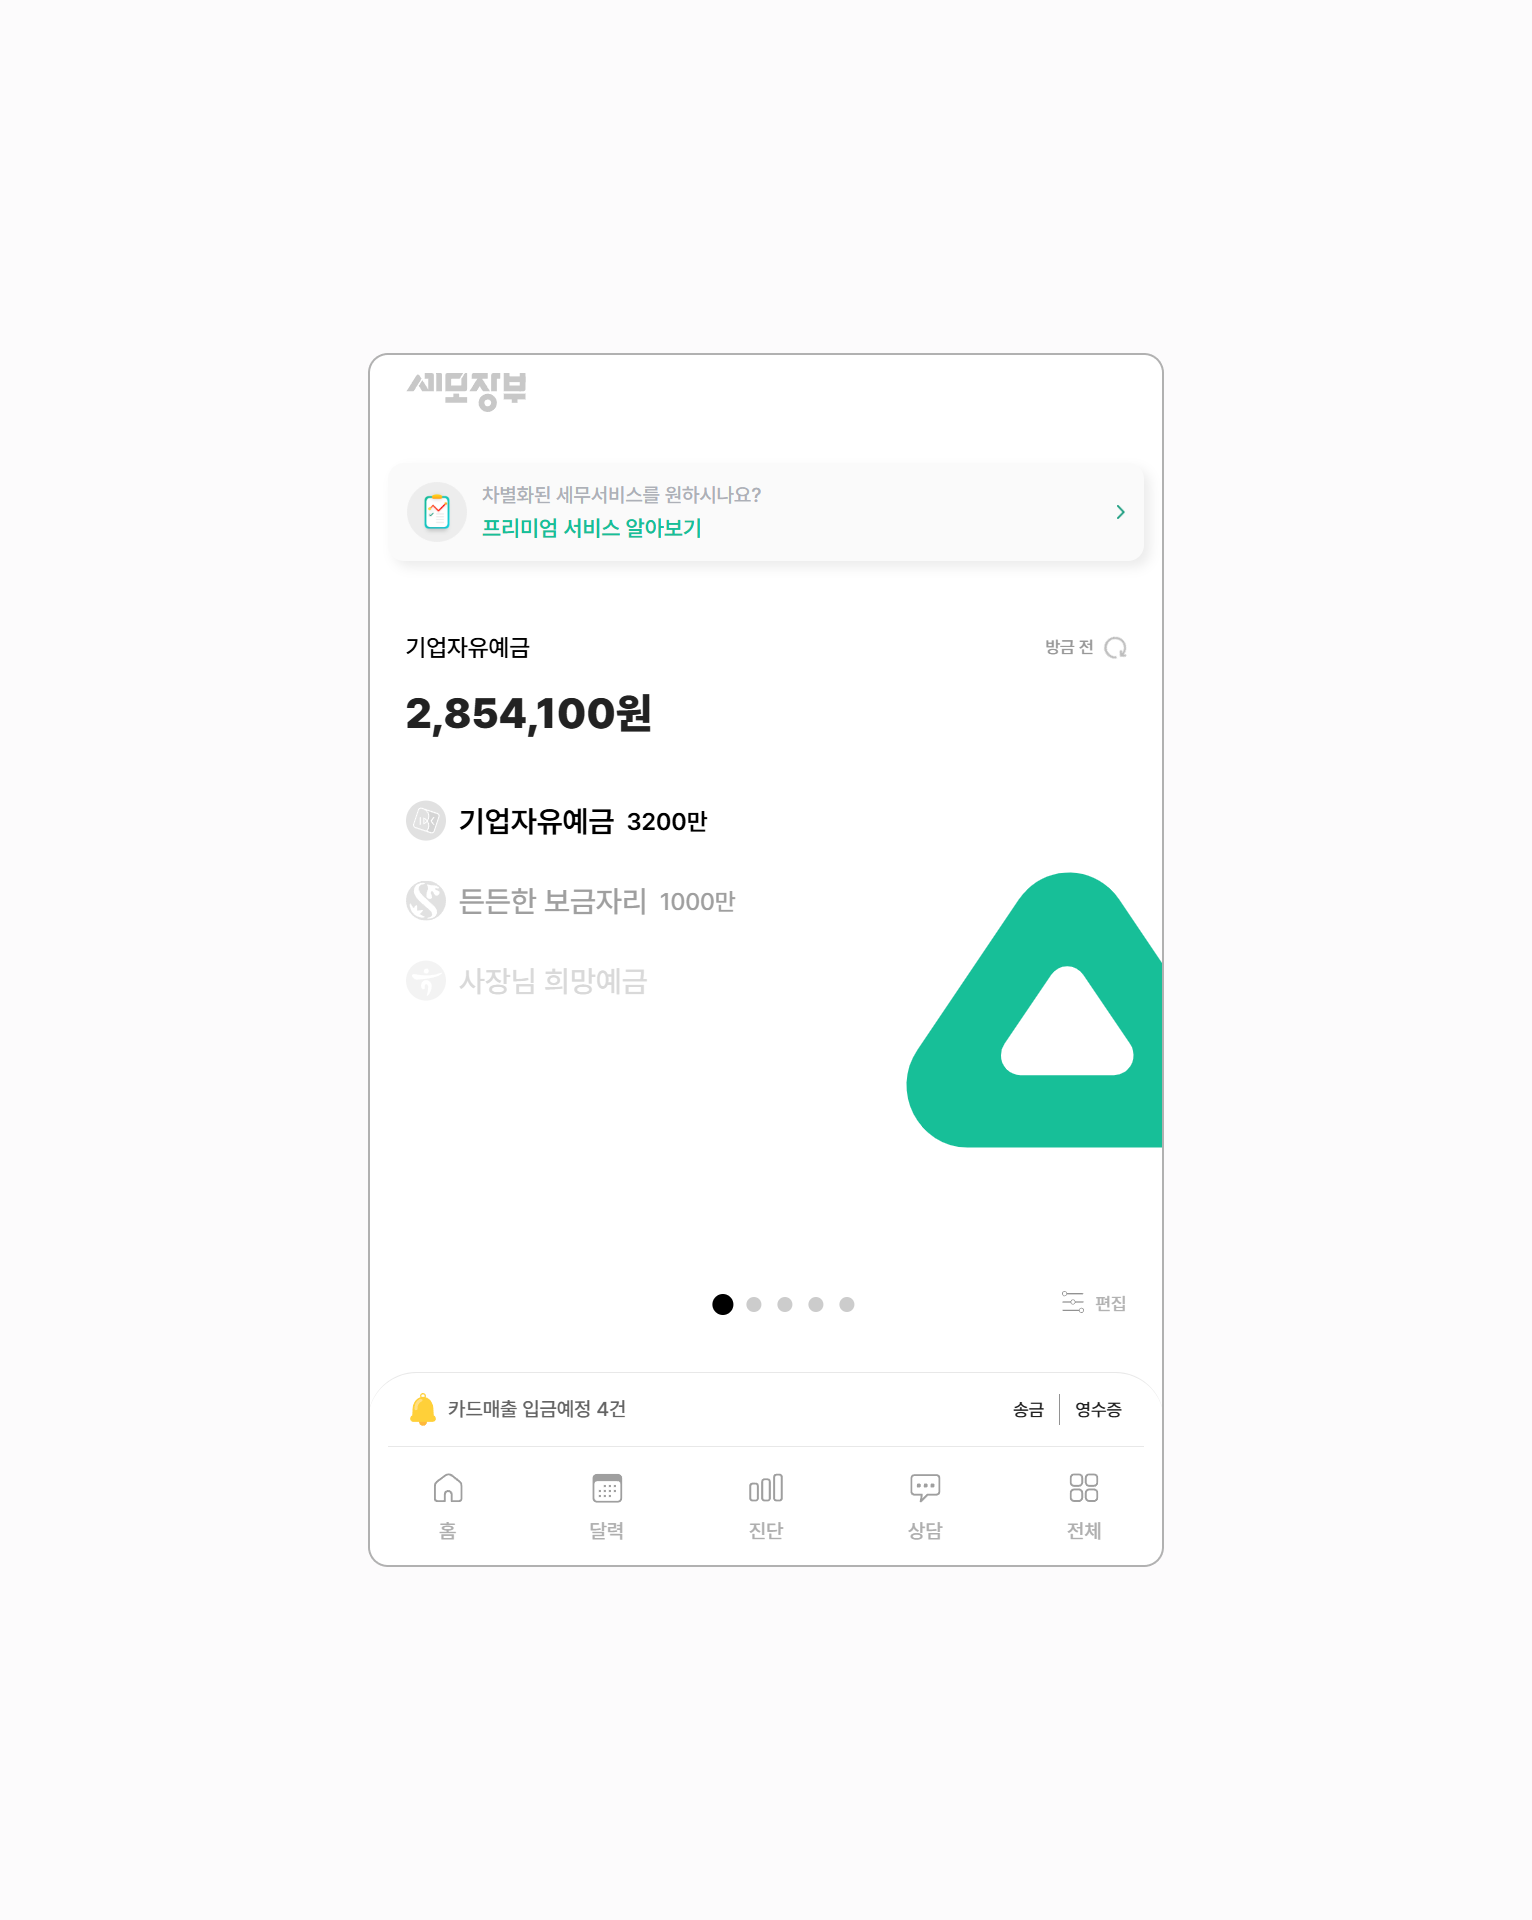 세모장부
차별화된 세무서비스를 원하시나요?
프리미엄 서비스 알아보기
기업자유예금
방금 전
2,854,100원
기업자유예금 3200만
든든한 보금자리 1000만
사장님 희망예금
편집
카드매출 입금예정 4건
송금
영수증
홈
달력
진단
상담
전체